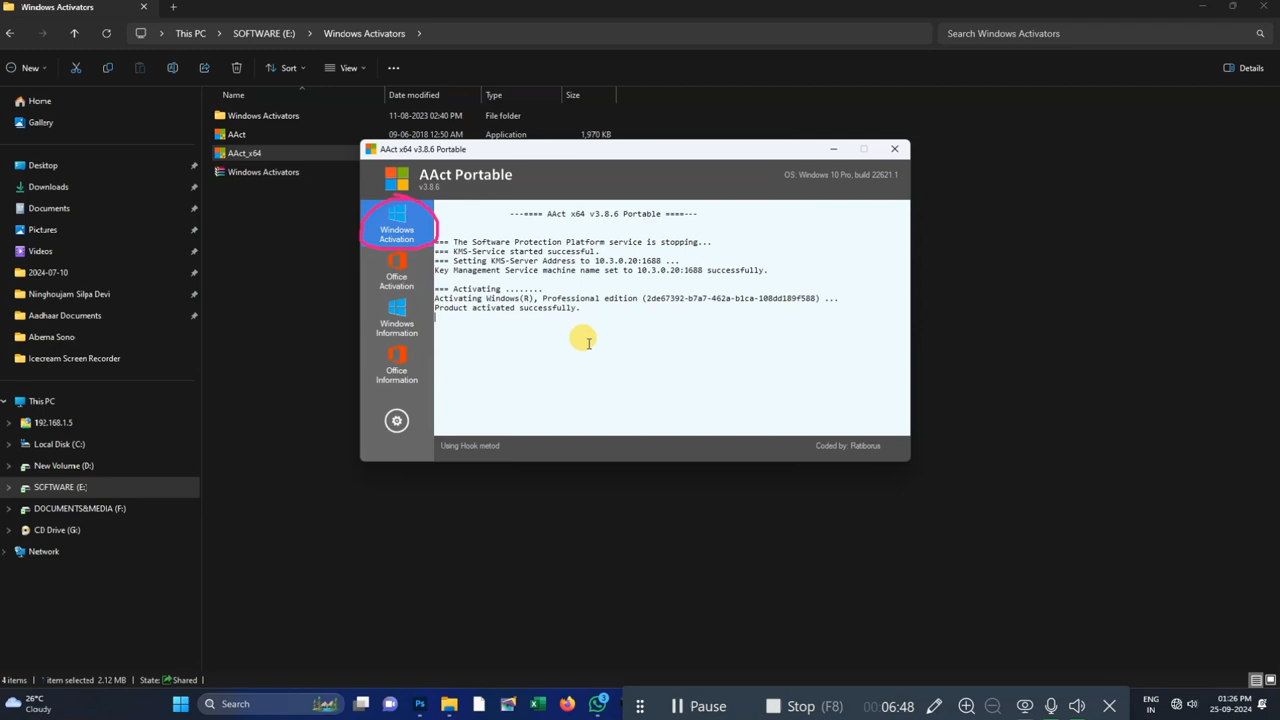 Windows Activators
This PC > SOFTWARE (E:) > Windows Activators >
Search Windows Activators
New
Sort
View
Details
Home
Gallery
Desktop
Downloads
Documents
Pictures
Videos
2024-07-10
Ninghoujam Silpa Devi
Aadhaar Documents
Abema Sono
Icecream Screen Recorder
This PC
192.168.1.5
Local Disk (C:)
New Volume (D:)
SOFTWARE (E:)
DOCUMENTS&MEDIA (F:)
CD Drive (G:)
Network
Name Date modified Type Size
Windows Activators 11-08-2023 02:40 PM File folder
AAct 09-06-2018 12:50 AM Application 1,970 KB
AAct_x64
Windows Activators
AAct x64 v3.8.6 Portable
AAct Portable
v3.8.6
OS: Windows 10 Pro, build 22621.1
Windows
Activation
Office
Activation
Windows
Information
Office
Information
---==== AAct x64 v3.8.6 Portable ====---
=== The Software Protection Platform service is stopping...
=== KMS-Service started successful.
=== Setting KMS-Server Address to 10.3.0.20:1688 ...
Key Management Service machine name set to 10.3.0.20:1688 successfully.
=== Activating ........
Activating Windows(R), Professional edition (2de67392-b7a7-462a-b1ca-108dd189f588) ...
Product activated successfully.
Using Hook metod
Coded by: Ratiborus
4 items 1 item selected 2.12 MB State: Shared
26°C
Cloudy
Search
3
Pause
Stop (F8)
00:06:48
ENG
IN
01:26 PM
25-09-2024